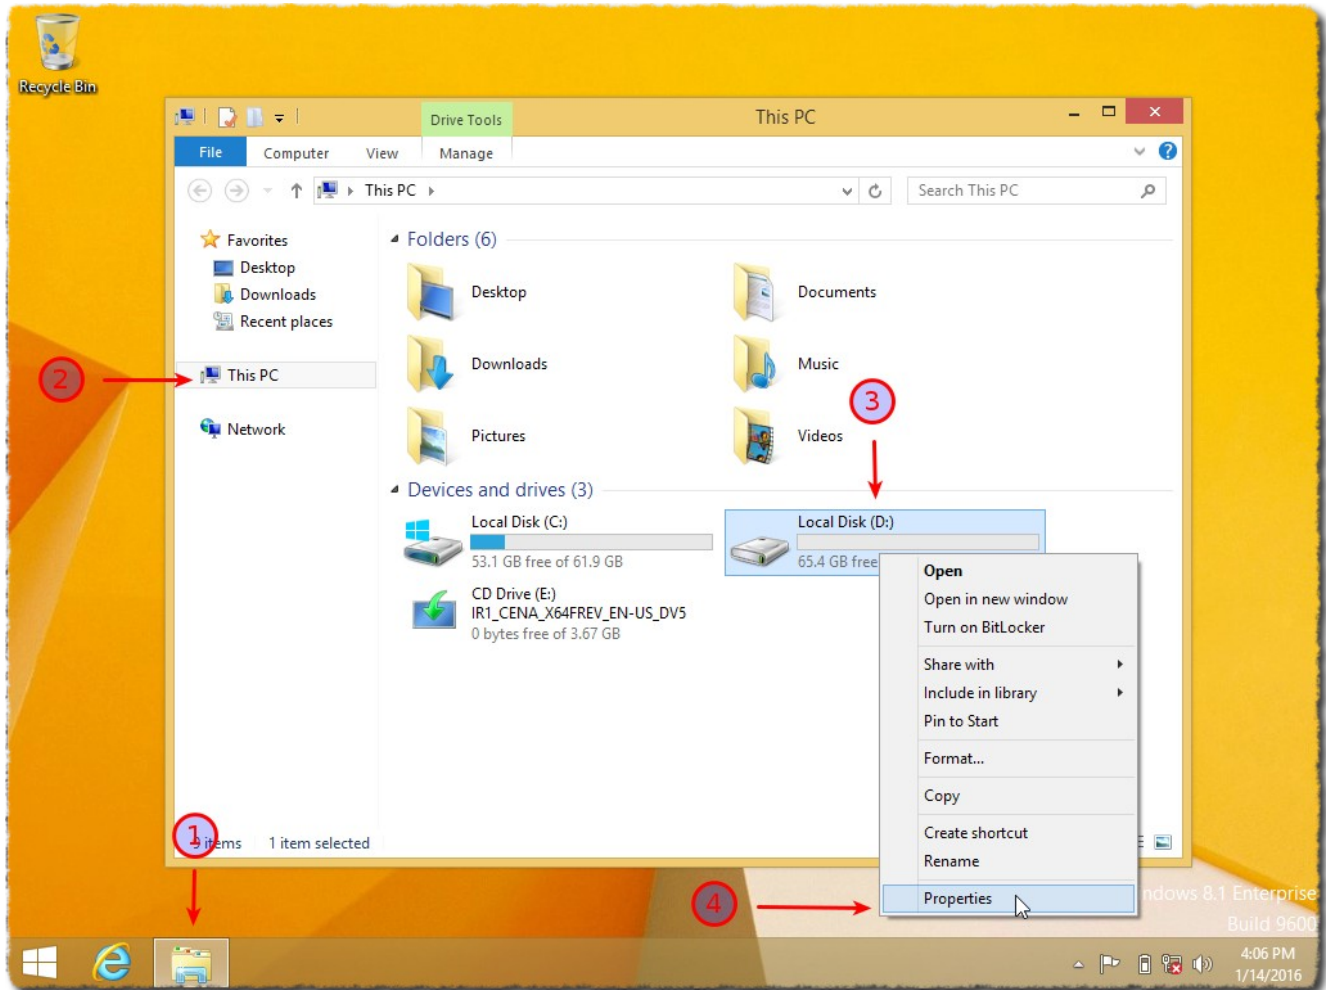 Recycle Bin
Drive Tools
This PC
File Computer View Manage
This PC
Search This PC
Favorites
Desktop
Downloads
Recent places
This PC
Network
Folders (6)
Desktop
Documents
Downloads
Music
Pictures
Videos
Devices and drives (3)
Local Disk (C:)
53.1 GB free of 61.9 GB
Local Disk (D:)
65.4 GB free
CD Drive (E:)
IR1_CENA_X64FREV_EN-US_DV5
0 bytes free of 3.67 GB
Open
Open in new window
Turn on BitLocker
Share with
Include in library
Pin to Start
Format...
Copy
Create shortcut
Rename
Properties
2
3
1
4
9 items 1 item selected
ndows 8.1 Enterprise
Build 9600
4:06 PM
1/14/2016